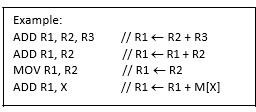 Example:
ADD R1, R2, R3 // R1 ← R2 + R3
ADD R1, R2 // R1 ← R1 + R2
MOV R1, R2 // R1 ← R2
ADD R1, X // R1 ← R1 + M[X]